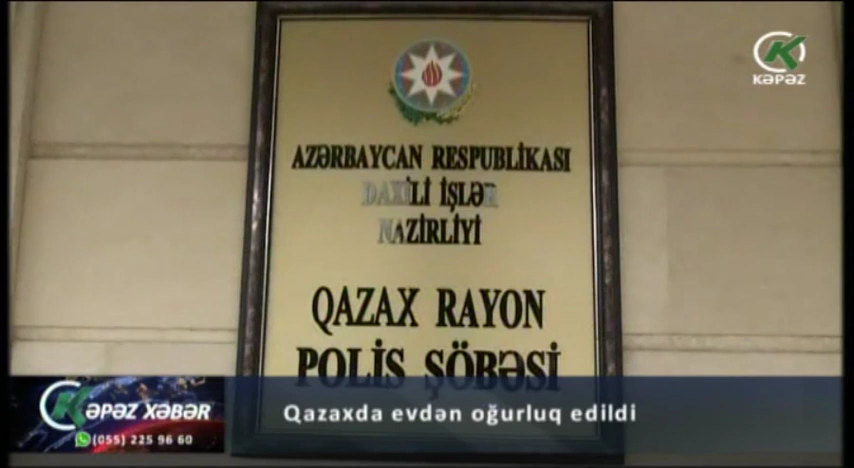 KƏPƏZ
AZƏRBAYCAN RESPUBLİKASI
DAXİLİ İŞLƏR
NAZİRLİYİ
QAZAX RAYON
POLİS ŞÖBƏSİ
KƏPƏZ XƏBƏR
(055) 225 96 60
Qazaxda evdən oğurluq edildi